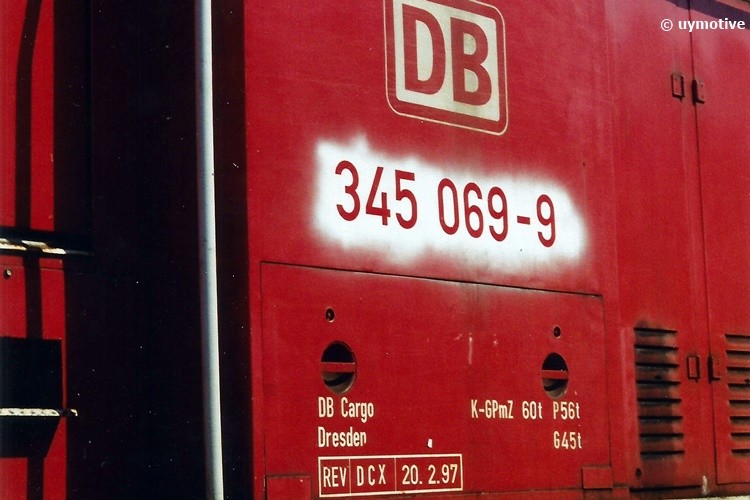 © uymotive
DB
345 069-9
DB Cargo
Dresden
K-GPmZ 60t P56t
G45t
REV DCX 20.2.97